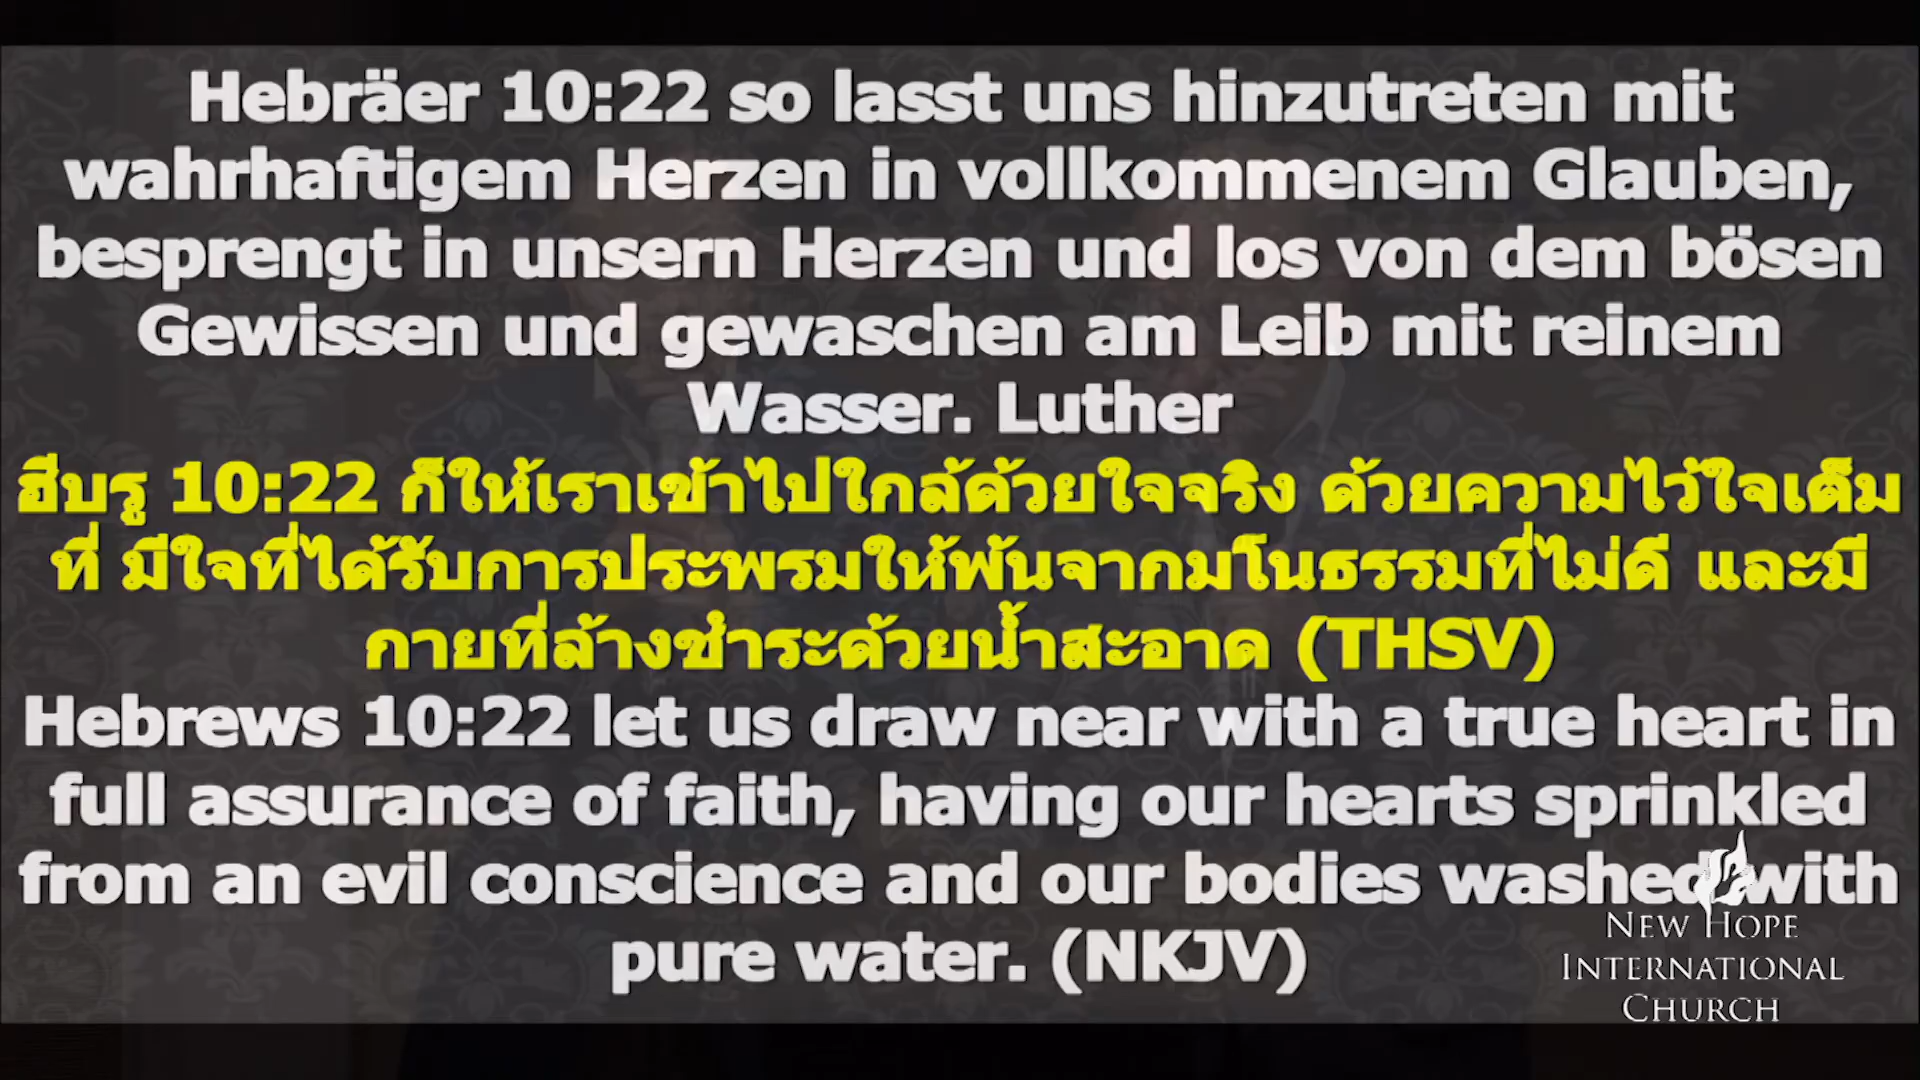 Hebräer 10:22 so lasst uns hinzutreten mit
wahrhaftigem Herzen in vollkommenem Glauben,
besprengt in unsern Herzen und los von dem bösen
Gewissen und gewaschen am Leib mit reinem
Wasser. Luther
ฮีบรู 10:22 ก็ให้เราเข้าไปใกล้ด้วยใจจริง ด้วยความไว้ใจเต็ม
ที่ มีใจที่ได้รับการประพรมให้พ้นจากมโนธรรมที่ไม่ดี และมี
กายที่ล้างชำระด้วยน้ำสะอาด (THSV)
Hebrews 10:22 let us draw near with a true heart in
full assurance of faith, having our hearts sprinkled
from an evil conscience and our bodies washed with
pure water. (NKJV)
NEW HOPE
INTERNATIONAL
CHURCH